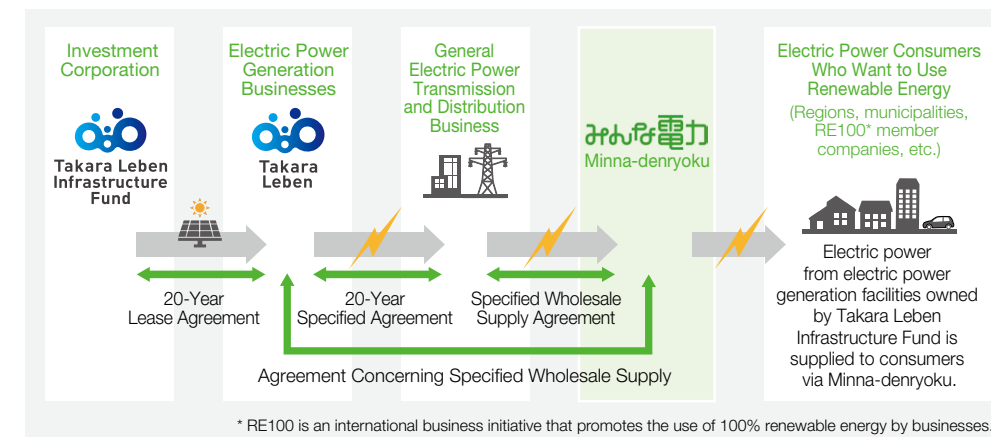 Investment
Corporation
Takara Leben
Infrastructure
Fund
Electric Power
Generation
Businesses
Takara
Leben
General
Electric Power
Transmission
and Distribution
Business
みんな電力
Minna-denryoku
Electric Power Consumers
Who Want to Use
Renewable Energy
(Regions, municipalities,
RE100* member
companies, etc.)
20-Year
Lease Agreement
20-Year
Specified Agreement
Specified Wholesale
Supply Agreement
Agreement Concerning Specified Wholesale Supply
Electric power
from electric power
generation facilities owned
by Takara Leben
Infrastructure Fund is
supplied to consumers
via Minna-denryoku.
* RE100 is an international business initiative that promotes the use of 100% renewable energy by businesses.